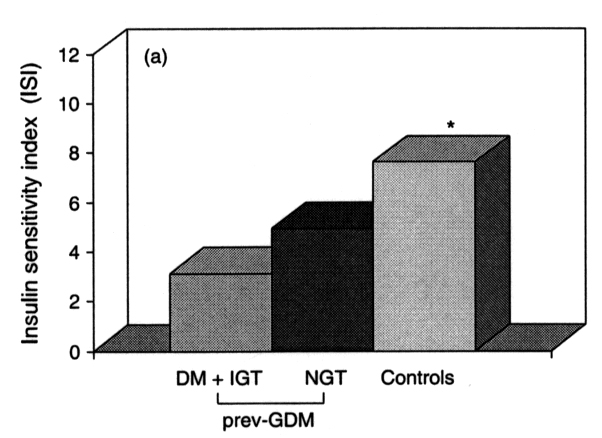 (a)
Insulin sensitivity index (ISI)
12
10
8
6
4
2
0
*
DM + IGT NGT Controls
prev-GDM